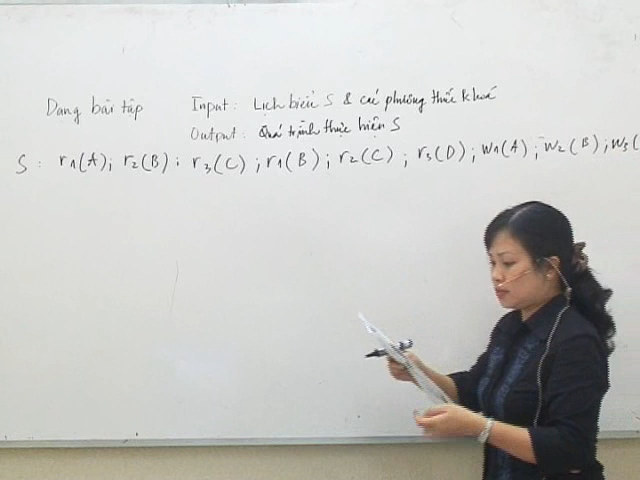 Dạng bài tập Input: Lịch biểu S & các phương thức khoá
Output: Quá trình thực hiện S
S: r1(A); r2(B); r3(C); r1(B); r2(C); r3(D); w1(A); w2(B); w3(